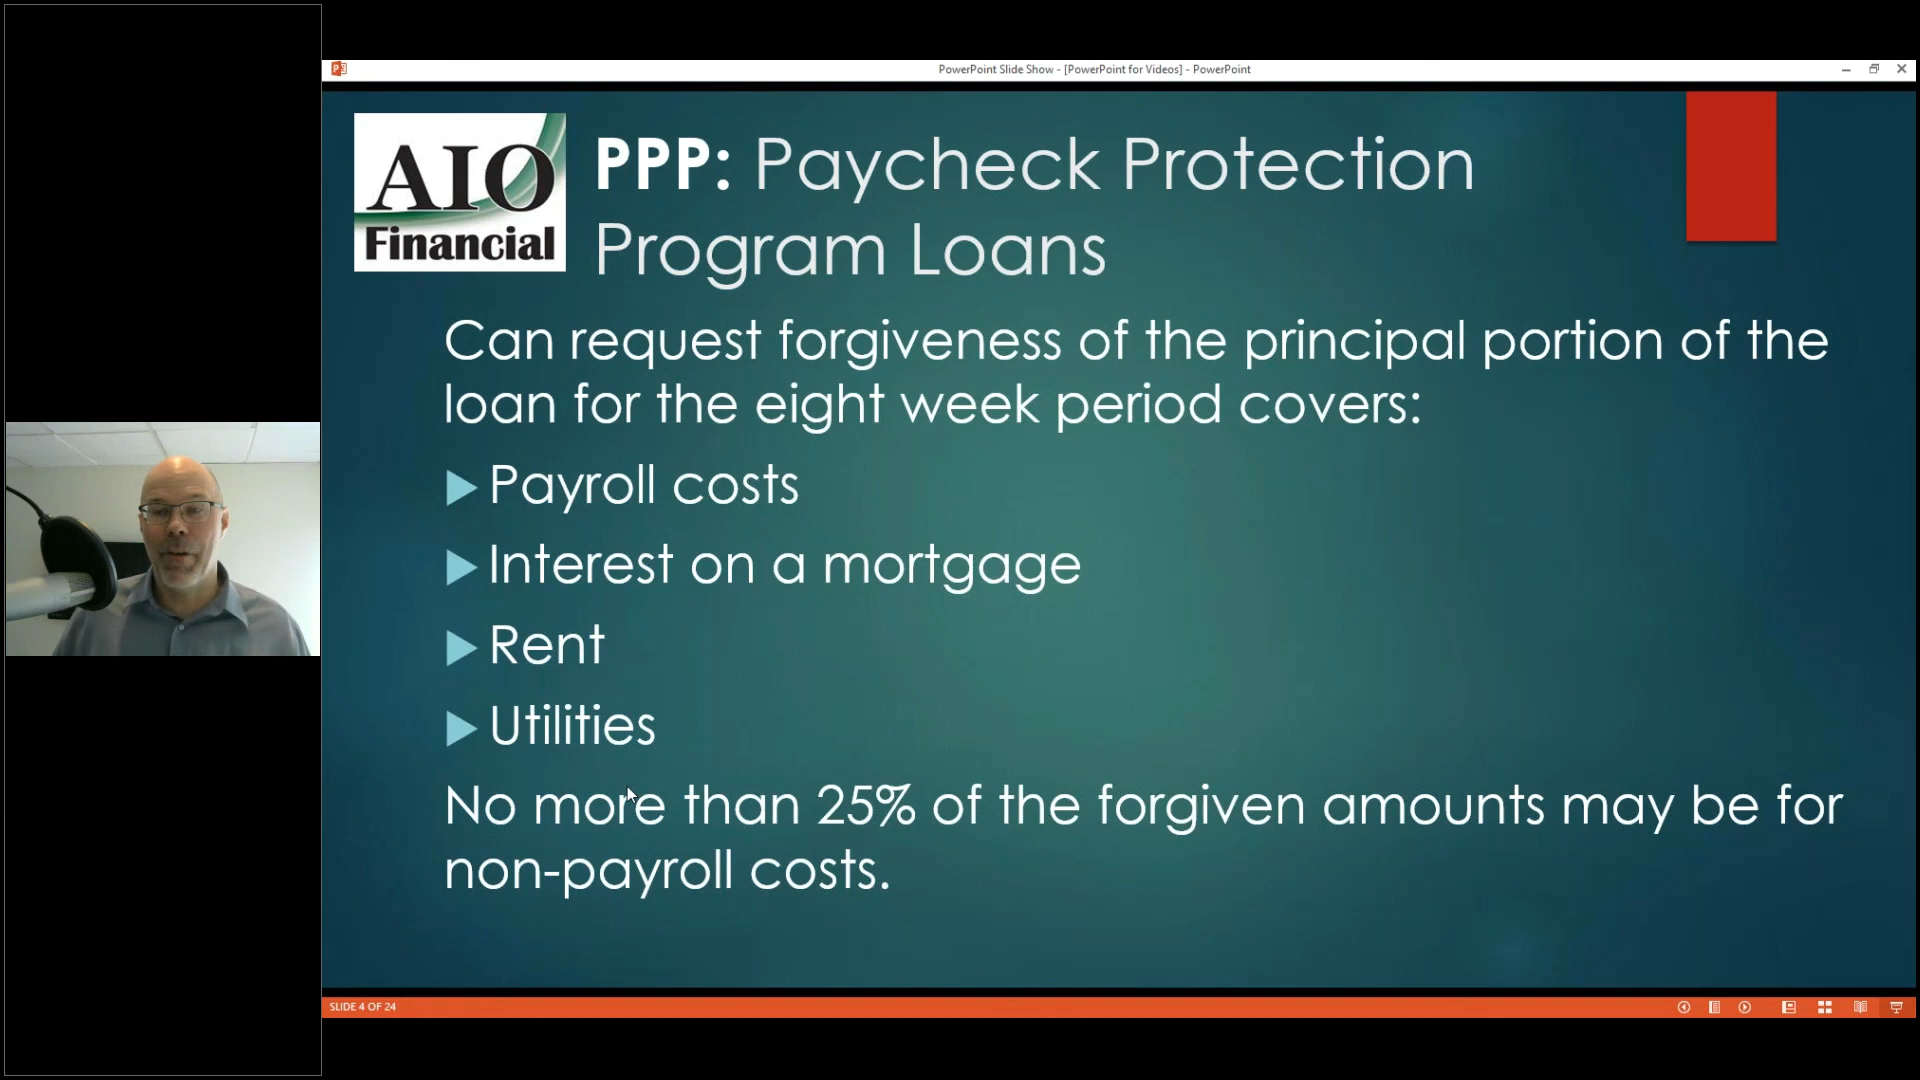 PowerPoint Slide Show - [PowerPoint for Videos] - PowerPoint
AIO
Financial
PPP: Paycheck Protection
Program Loans
Can request forgiveness of the principal portion of the
loan for the eight week period covers:
Payroll costs
Interest on a mortgage
Rent
Utilities
No more than 25% of the forgiven amounts may be for
non-payroll costs.
SLIDE 4 OF 24